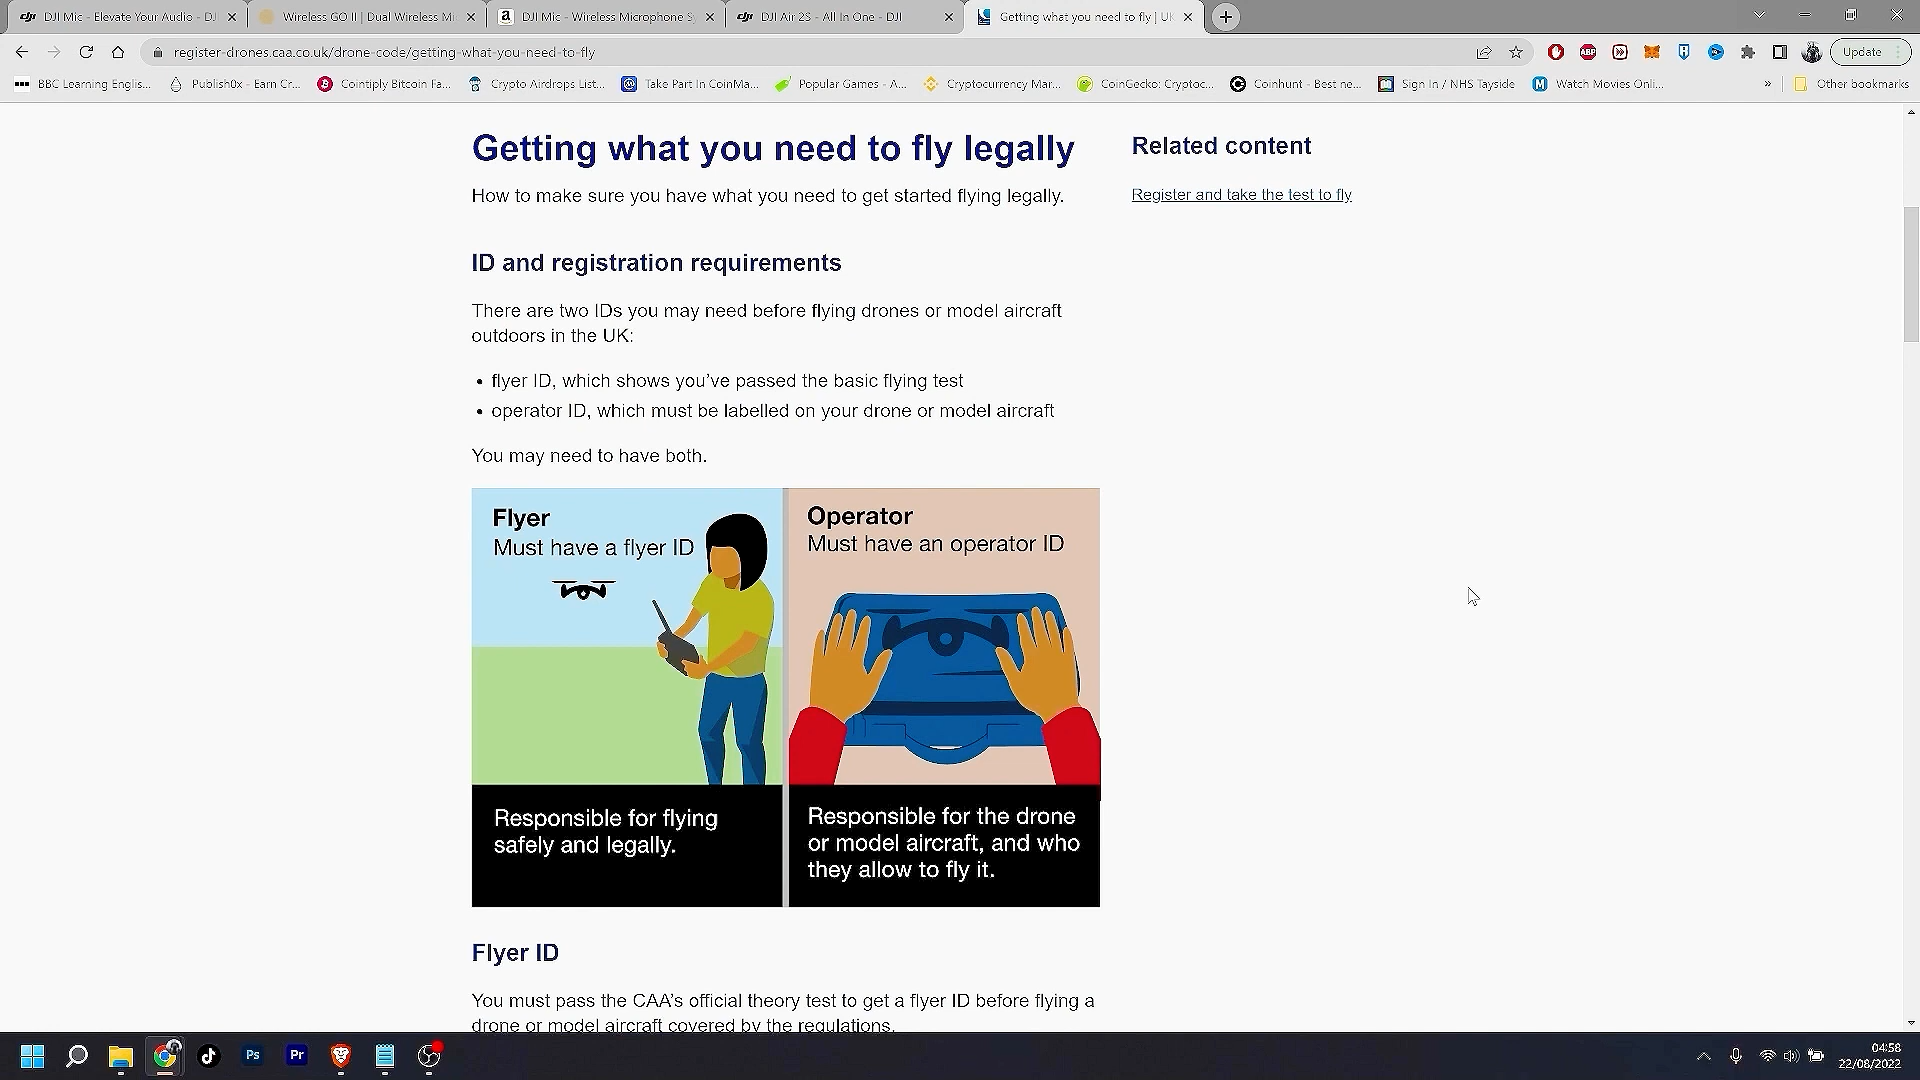 DJI Mic - Elevate Your Audio - DJ
Wireless GO II | Dual Wireless Mi
DJI Mic - Wireless Microphone S
DJI Air 2S - All In One - DJI
Getting what you need to fly | UK
register-drones.caa.co.uk/drone-code/getting-what-you-need-to-fly
ABP
Update
BBC Learning Englis...
Publish0x - Earn Cr...
Cointiply Bitcoin Fa...
Crypto Airdrops List...
Take Part In CoinMa...
Popular Games - A...
Cryptocurrency Mar...
CoinGecko: Cryptoc...
Coinhunt - Best ne...
Sign In / NHS Tayside
Watch Movies Onli...
»
Other bookmarks
Getting what you need to fly legally
How to make sure you have what you need to get started flying legally.
Related content
Register and take the test to fly
ID and registration requirements
There are two IDs you may need before flying drones or model aircraft
outdoors in the UK:
• flyer ID, which shows you’ve passed the basic flying test
• operator ID, which must be labelled on your drone or model aircraft
You may need to have both.
Flyer
Must have a flyer ID
Responsible for flying
safely and legally.
Operator
Must have an operator ID
Responsible for the drone
or model aircraft, and who
they allow to fly it.
Flyer ID
You must pass the CAA’s official theory test to get a flyer ID before flying a
drone or model aircraft covered by the regulations.
Ps
Pr
04:58
22/08/2022